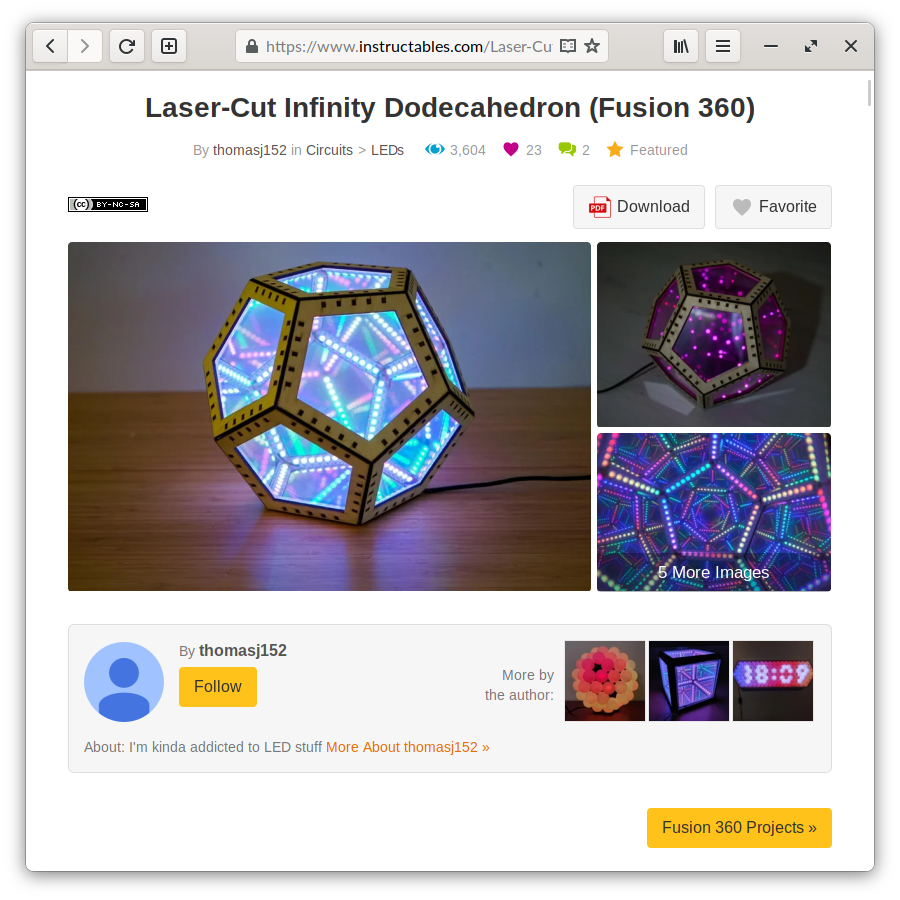 https://www.instructables.com/Laser-Cu
Laser-Cut Infinity Dodecahedron (Fusion 360)
By thomasj152 in Circuits > LEDs 3,604 23 2 Featured
cc BY-NC-SA
PDF Download Favorite
5 More Images
By thomasj152
Follow
More by
the author:
18:09
About: I'm kinda addicted to LED stuff More About thomasj152 »
Fusion 360 Projects »